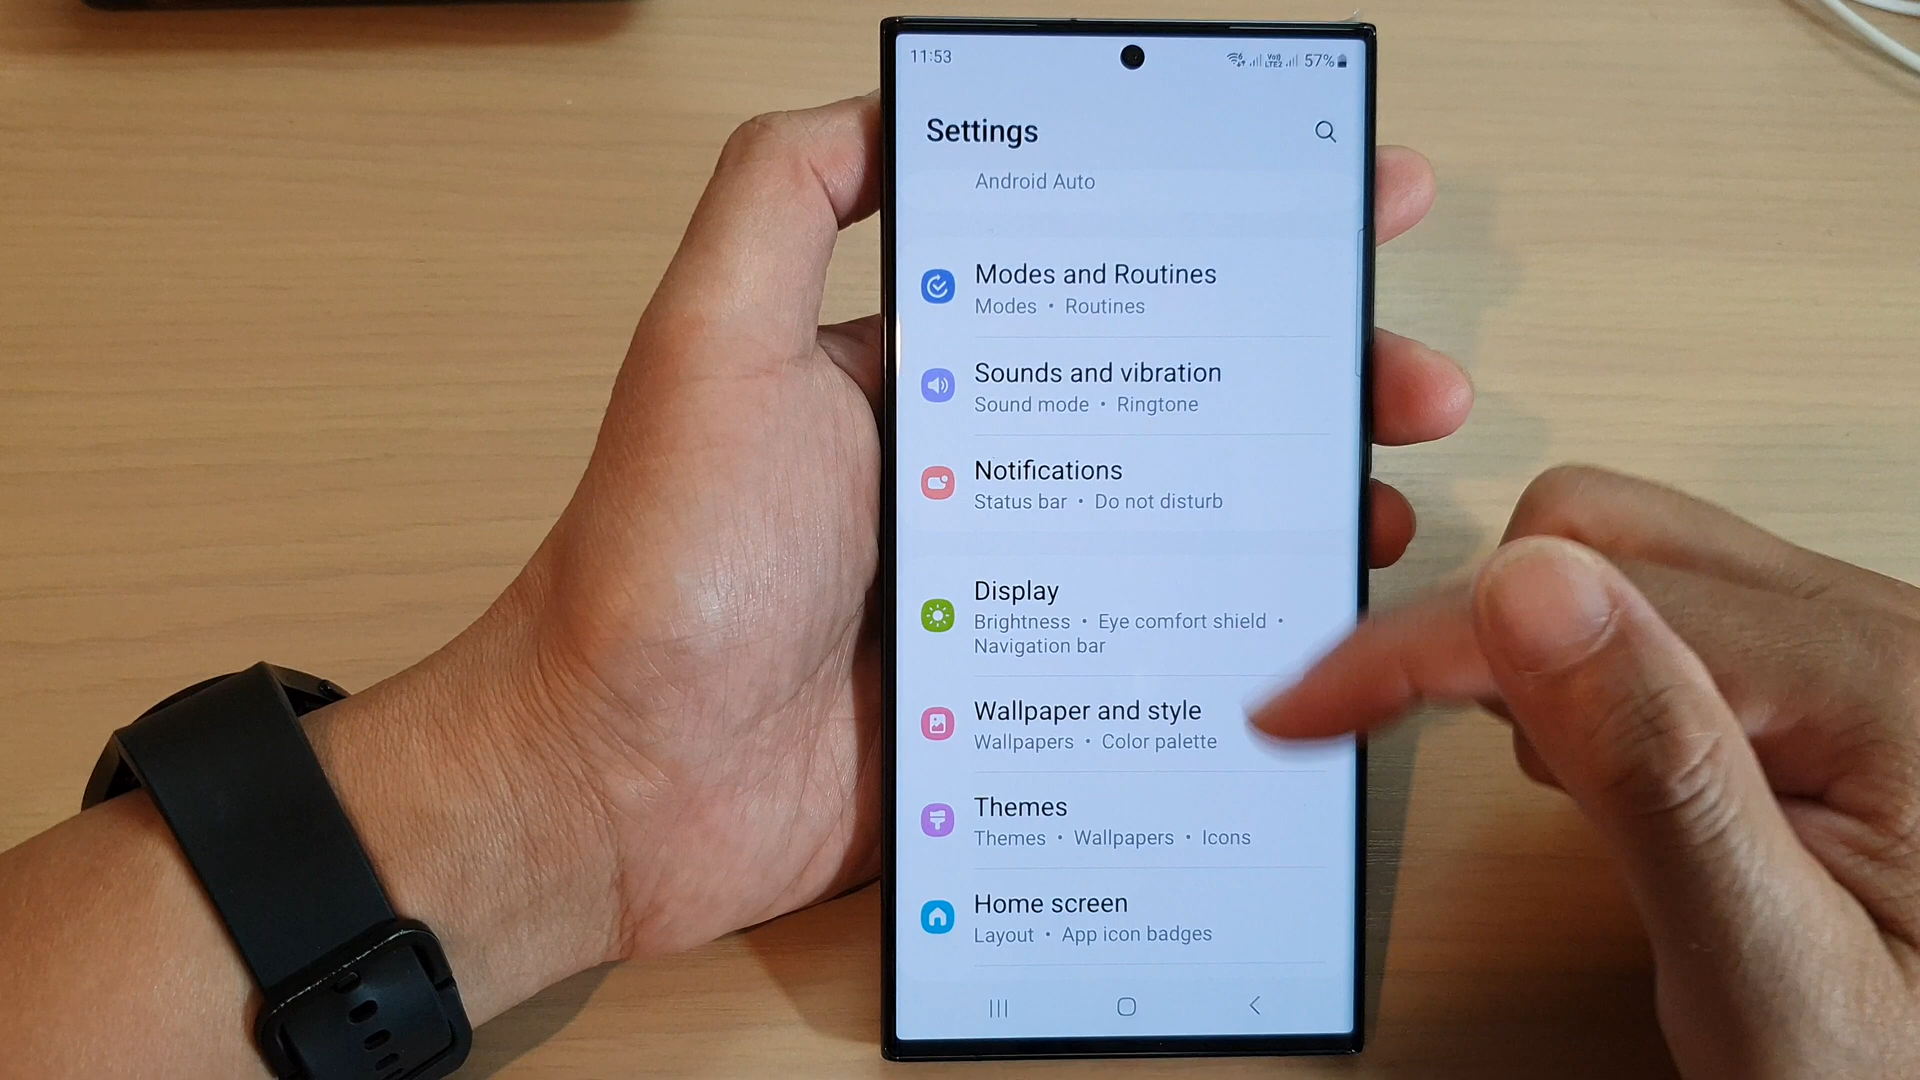 11:53
57%
Settings
Android Auto
Modes and Routines
Modes • Routines
Sounds and vibration
Sound mode • Ringtone
Notifications
Status bar • Do not disturb
Display
Brightness • Eye comfort shield •
Navigation bar
Wallpaper and style
Wallpapers • Color palette
Themes
Themes • Wallpapers • Icons
Home screen
Layout • App icon badges